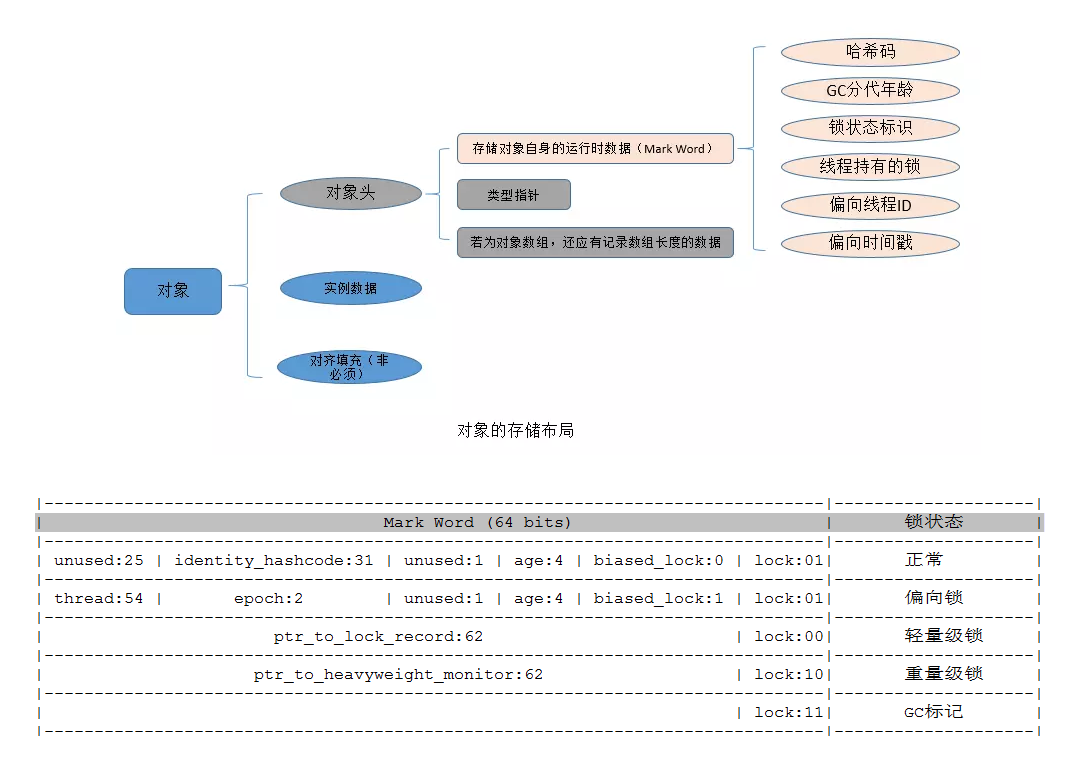 哈希码
GC分代年龄
锁状态标识
线程持有的锁
偏向线程ID
偏向时间戳
存储对象自身的运行时数据（Mark Word）
类型指针
若为对象数组，还应有记录数组长度的数据
对象头
对象
实例数据
对齐填充（非
必须）
对象的存储布局
|------------------------------------------------------------------------------|--------------------|
| Mark Word (64 bits) | 锁状态 |
|------------------------------------------------------------------------------|--------------------|
| unused:25 | identity_hashcode:31 | unused:1 | age:4 | biased_lock:0 | lock:01| 正常 |
|------------------------------------------------------------------------------|--------------------|
| thread:54 | epoch:2 | unused:1 | age:4 | biased_lock:1 | lock:01| 偏向锁 |
|------------------------------------------------------------------------------|--------------------|
| ptr_to_lock_record:62 | lock:00| 轻量级锁 |
|------------------------------------------------------------------------------|--------------------|
| ptr_to_heavyweight_monitor:62 | lock:10| 重量级锁 |
|------------------------------------------------------------------------------|--------------------|
| | lock:11| GC标记 |
|------------------------------------------------------------------------------|--------------------|